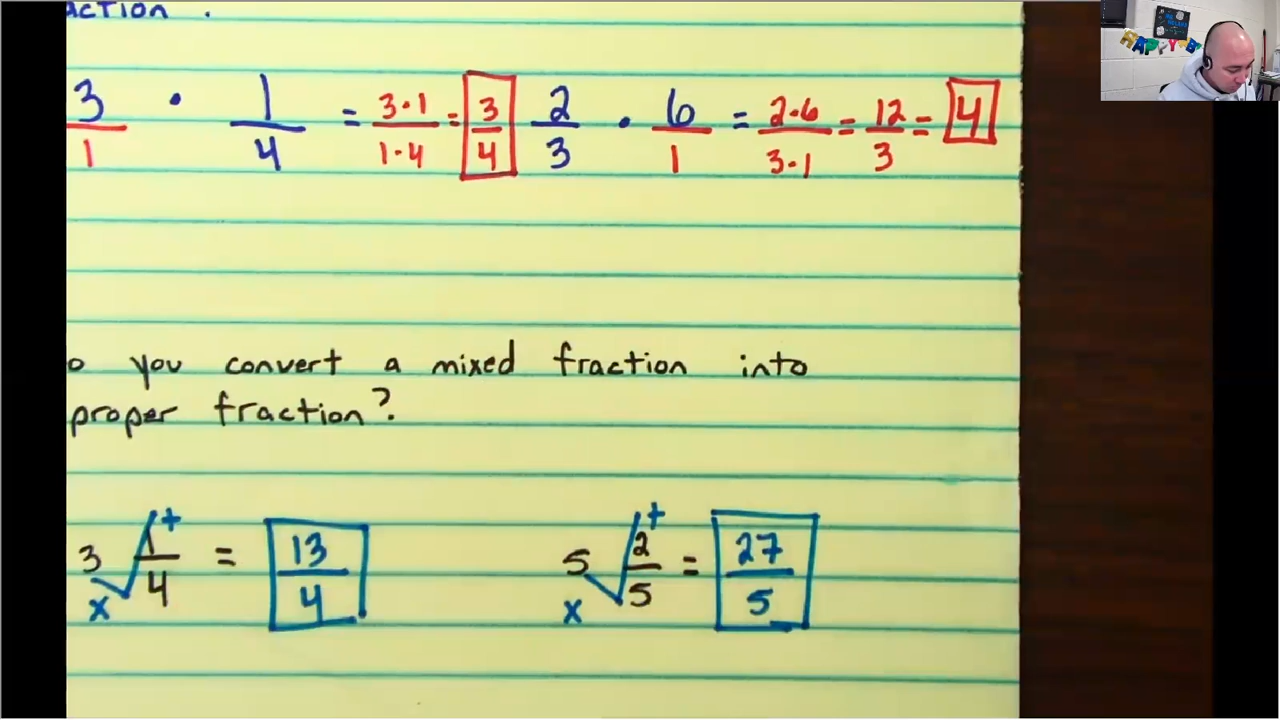 action.
3/1 · 1/4 = 3·1/1·4 = 3/4
2/3 · 6/1 = 2·6/3·1 = 12/3 = 4
o you convert a mixed fraction into
proper fraction?
3 1/4 + x = 13/4
5 2/5 + x = 27/5
HAPPY